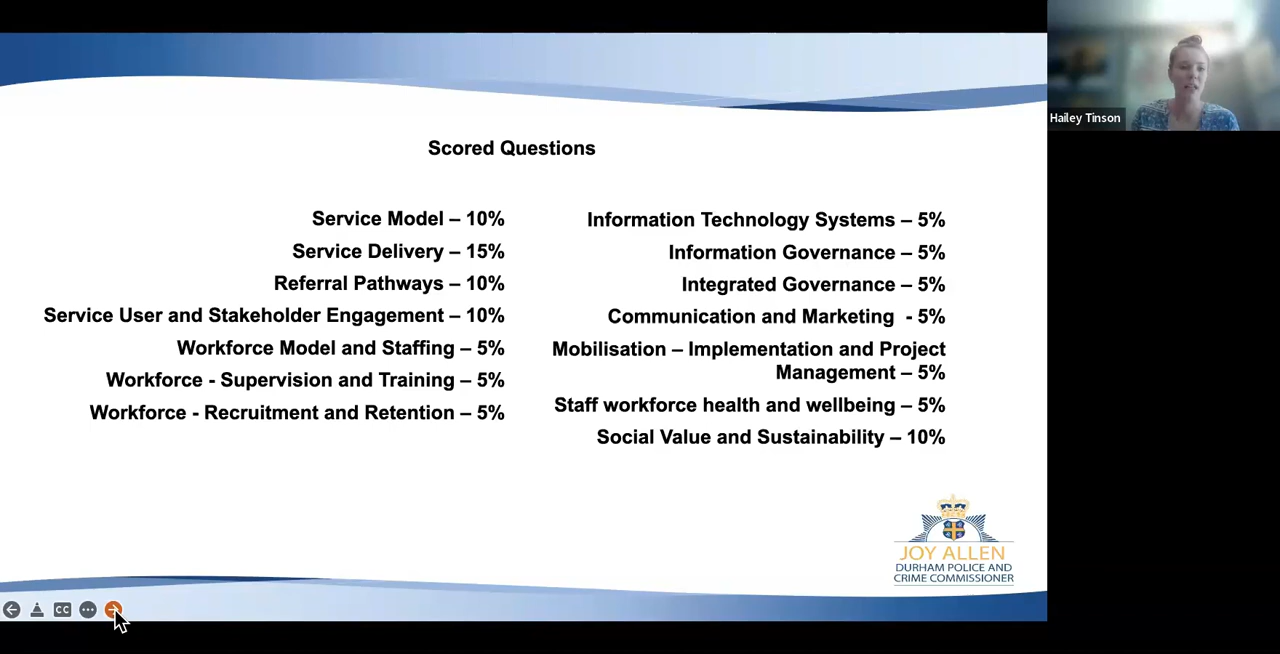 Scored Questions
Service Model – 10%
Service Delivery – 15%
Referral Pathways – 10%
Service User and Stakeholder Engagement – 10%
Workforce Model and Staffing – 5%
Workforce - Supervision and Training – 5%
Workforce - Recruitment and Retention – 5%
Information Technology Systems – 5%
Information Governance – 5%
Integrated Governance – 5%
Communication and Marketing - 5%
Mobilisation – Implementation and Project
Management – 5%
Staff workforce health and wellbeing – 5%
Social Value and Sustainability – 10%
JOY ALLEN
DURHAM POLICE AND
CRIME COMMISSIONER
CC
Hailey Tinson